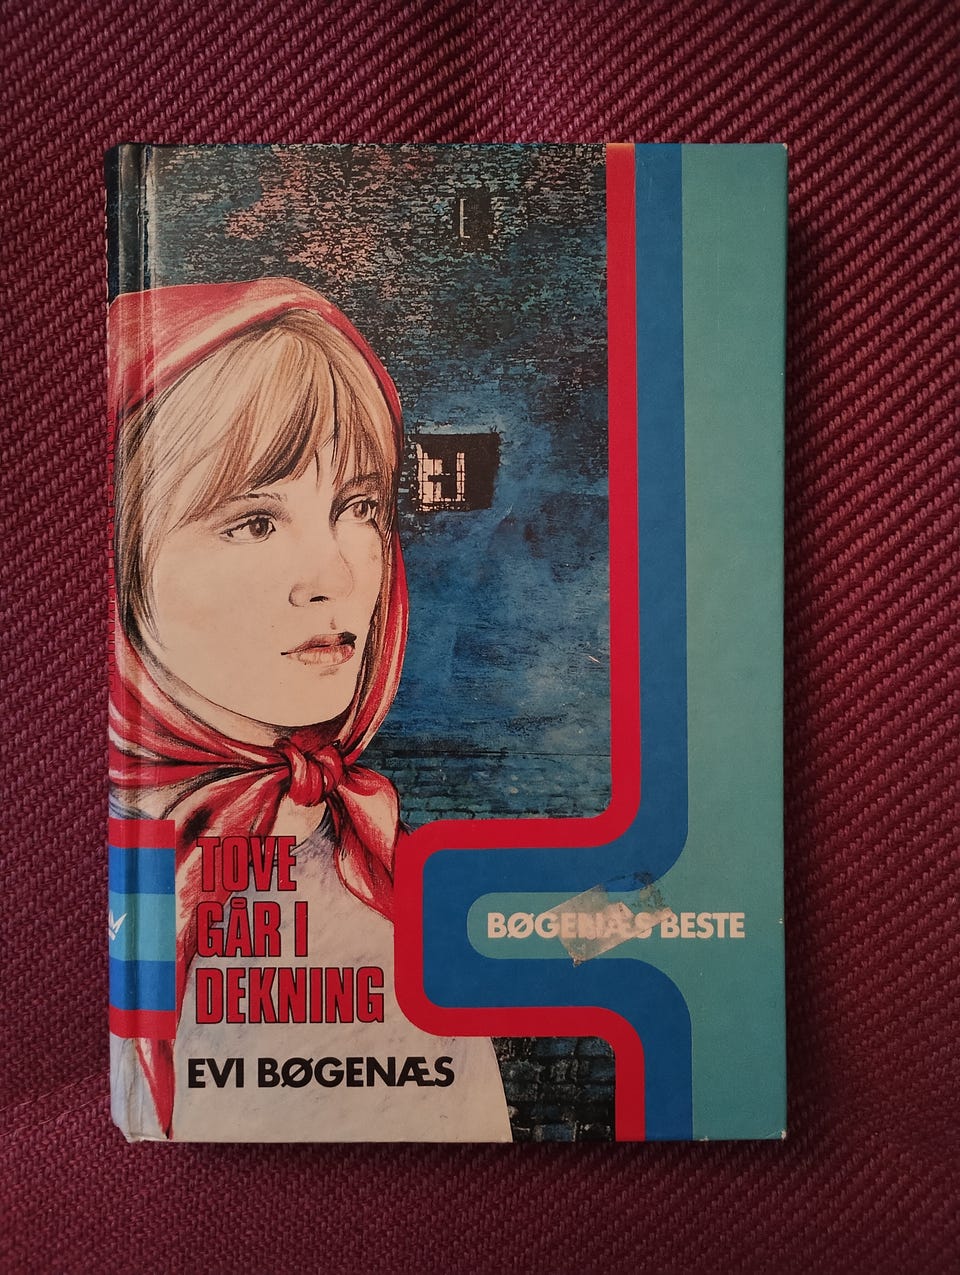 TOVE
GÅR I
DEKNING
EVI BØGENÆS
BØGENÆS BESTE